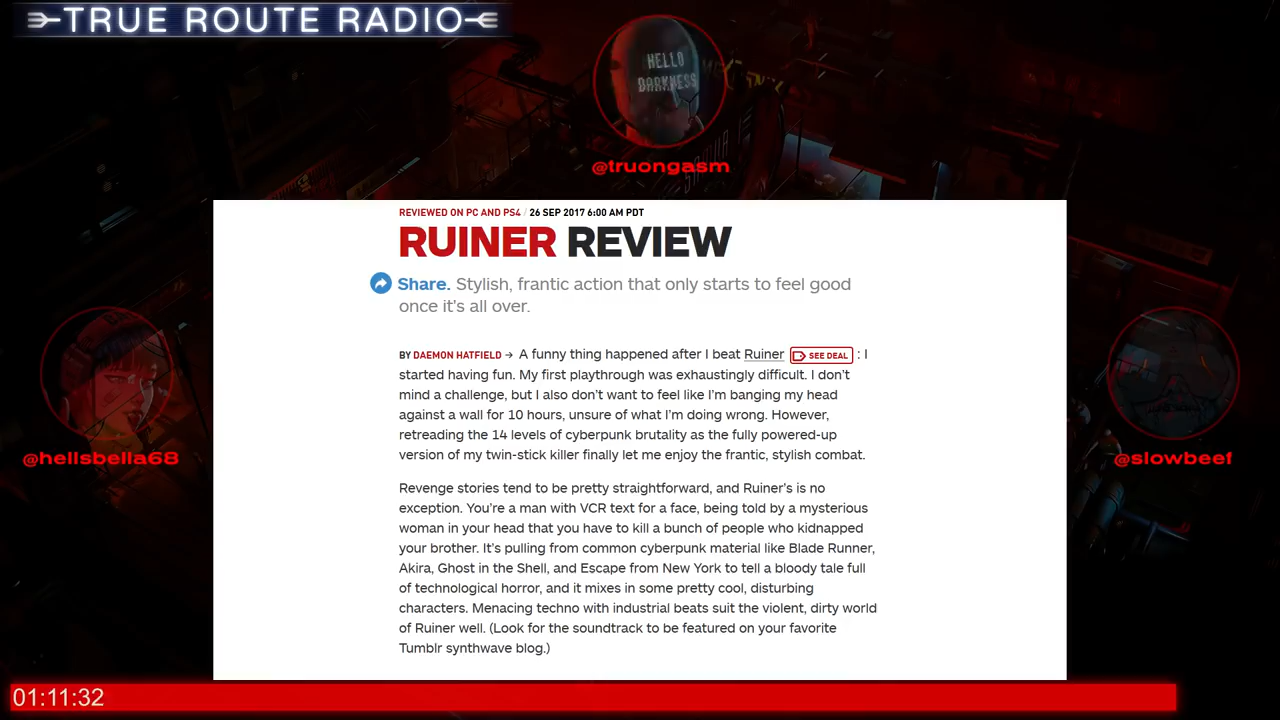 TRUE ROUTE RADIO
HELLO
DARKNESS
@truongasm
REVIEWED ON PC AND PS4 / 26 SEP 2017 6:00 AM PDT
RUINER REVIEW
Share. Stylish, frantic action that only starts to feel good
once it's all over.
BY DAEMON HATFIELD → A funny thing happened after I beat Ruiner SEE DEAL : I
started having fun. My first playthrough was exhaustingly difficult. I don't
mind a challenge, but I also don't want to feel like I'm banging my head
against a wall for 10 hours, unsure of what I'm doing wrong. However,
retreading the 14 levels of cyberpunk brutality as the fully powered-up
version of my twin-stick killer finally let me enjoy the frantic, stylish combat.
@hellsbella68
@slowbeef
Revenge stories tend to be pretty straightforward, and Ruiner's is no
exception. You're a man with VCR text for a face, being told by a mysterious
woman in your head that you have to kill a bunch of people who kidnapped
your brother. It's pulling from common cyberpunk material like Blade Runner,
Akira, Ghost in the Shell, and Escape from New York to tell a bloody tale full
of technological horror, and it mixes in some pretty cool, disturbing
characters. Menacing techno with industrial beats suit the violent, dirty world
of Ruiner well. (Look for the soundtrack to be featured on your favorite
Tumblr synthwave blog.)
01:11:32